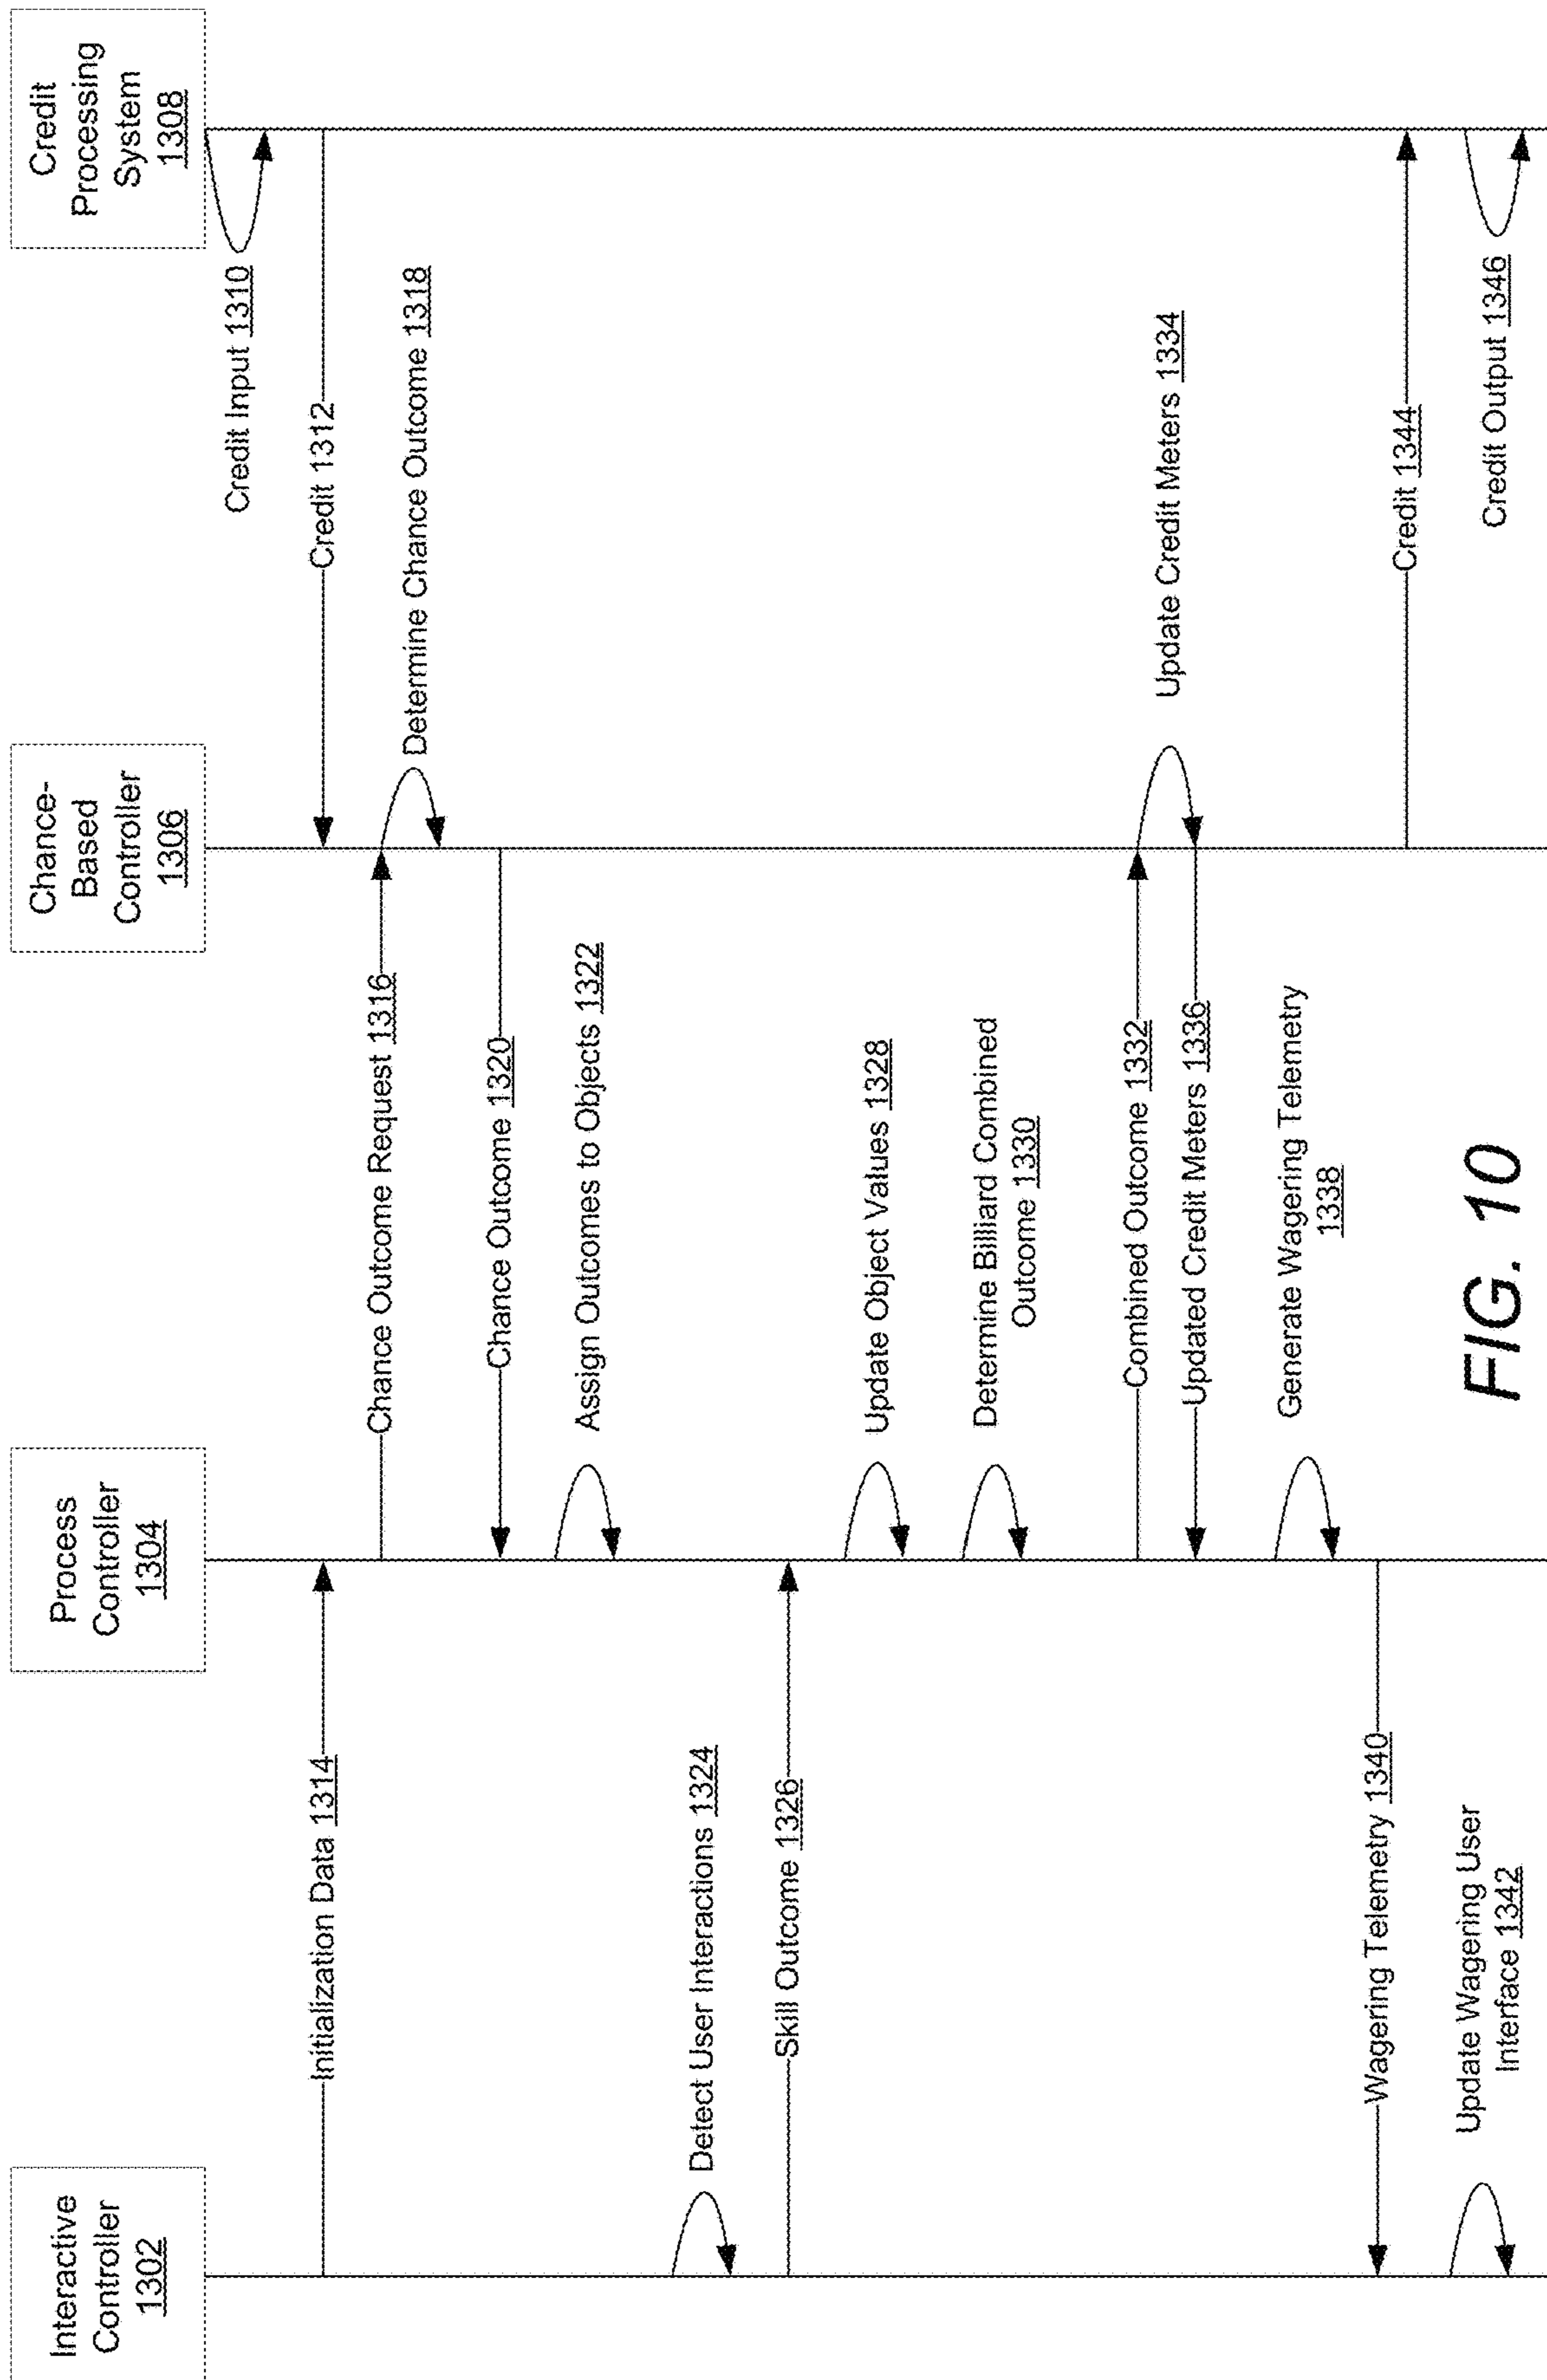 Interactive
Controller
1302
Process
Controller
1304
Chance-
Based
Controller
1306
Credit
Processing
System
1308
Credit Input 1310
Initialization Data 1314
Credit 1312
Chance Outcome Request 1316
Determine Chance Outcome 1318
Chance Outcome 1320
Assign Outcomes to Objects 1322
Detect User Interactions 1324
Skill Outcome 1326
Update Object Values 1328
Determine Billiard Combined
Outcome 1330
Combined Outcome 1332
Update Credit Meters 1334
Updated Credit Meters 1336
Generate Wagering Telemetry
1338
Wagering Telemetry 1340
Credit 1344
Update Wagering User
Interface 1342
Credit Output 1346
FIG. 10